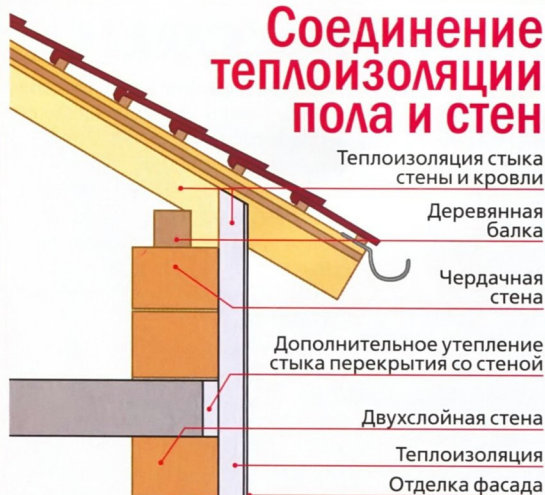 Соединение
теплоизоляции
пола и стен
Теплоизоляция стыка
стены и кровли
Деревянная
балка
Чердачная
стена
Дополнительное утепление
стыка перекрытия со стеной
Двухслойная стена
Теплоизоляция
Отделка фасада